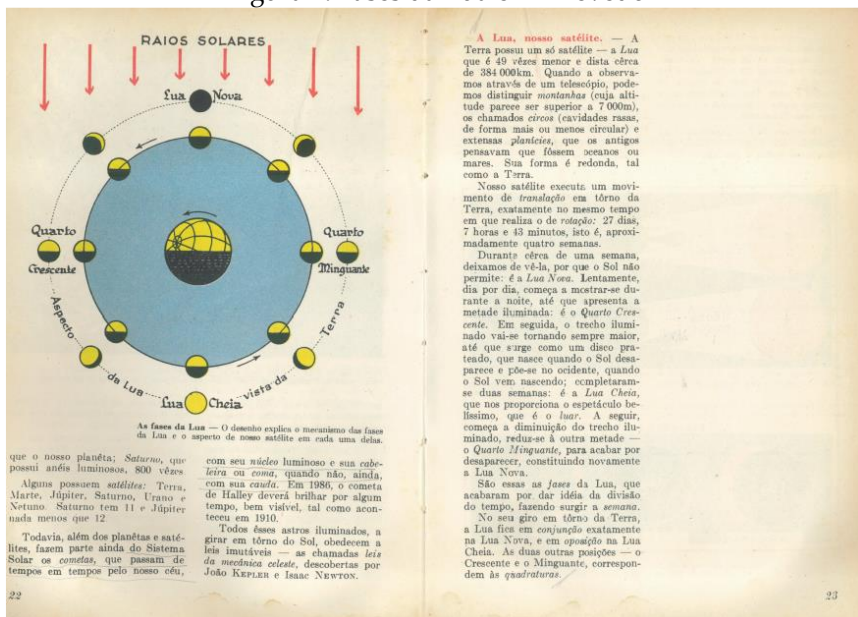 RAIOS SOLARES
Lua Nova
Quarto
Crescente
Quarto
Minguante
Aspecto
da Lua
vista da
Terra
Lua Cheia
As fases da Lua — O desenho explica o mecanismo das fases
da Lua e o aspecto de nosso satélite em cada uma delas.
que o nosso planêta; Saturno, que
possui anéis luminosos, 800 vêzes
Alguns possuem satélites: Terra,
Marte, Júpiter, Saturno, Urano e
Netuno. Saturno tem 11 e Júpiter
nada menos que 12
Todavia, além dos planêtas e saté-
lites, fazem parte ainda do Sistema
Solar os cometas, que passam de
tempos em tempos pelo nosso céu,
com seu núcleo luminoso e sua cabe-
leira ou coma, quando não, ainda,
com sua cauda. Em 1986, o cometa
de Halley deverá brilhar por algum
tempo, bem visível, tal como acon-
teceu em 1910.
Todos êsses astros iluminados, a
girar em tôrno do Sol, obedecem a
leis imutáveis — as chamadas leis
da mecânica celeste, descobertas por
João KEPLER e Isaac NEWTON.
22
A Lua, nosso satélite. — A
Terra possui um só satélite — a Lua
que é 49 vêzes menor e dista cêrca
de 384 000km. Quando a observa-
mos através de um telescópio, pode-
mos distinguir montanhas (cuja alti-
tude parece ser superior a 7 000m),
os chamados circos (cavidades rasas,
de forma mais ou menos circular) e
extensas planícies, que os antigos
pensavam que fôssem oceanos ou
mares. Sua forma é redonda, tal
como a Terra.
Nosso satélite executa um movi-
mento de translação em tôrno da
Terra, exatamente no mesmo tempo
em que realiza o de rotação: 27 dias,
7 horas e 43 minutos, isto é, aproxi-
madamente quatro semanas.
Durante cêrca de uma semana,
deixamos de vê-la, por que o Sol não
permite: é a Lua Nova. Lentamente,
dia por dia, começa a mostrar-se du-
rante a noite, até que apresenta a
metade iluminada: é o Quarto Cres-
cente. Em seguida, o trecho ilumi-
nado vai-se tornando sempre maior,
até que surge como um disco pra-
teado, que nasce quando o Sol desa-
parece e põe-se no ocidente, quando
o Sol vem nascendo; completaram-
se duas semanas: é a Lua Cheia,
que nos proporciona o espetáculo be-
líssimo, que é o luar. A seguir,
começa a diminuição do trecho ilu-
minado, reduz-se à outra metade —
o Quarto Minguante, para acabar por
desaparecer, constituindo novamente
a Lua Nova.
São essas as fases da Lua, que
acabaram por dar idéia da divisão
do tempo, fazendo surgir a semana.
No seu giro em tôrno da Terra,
a Lua fica em conjunção exatamente
na Lua Nova, e em oposição na Lua
Cheia. As duas outras posições — o
Crescente e o Minguante, correspon-
dem às quadraturas.
23